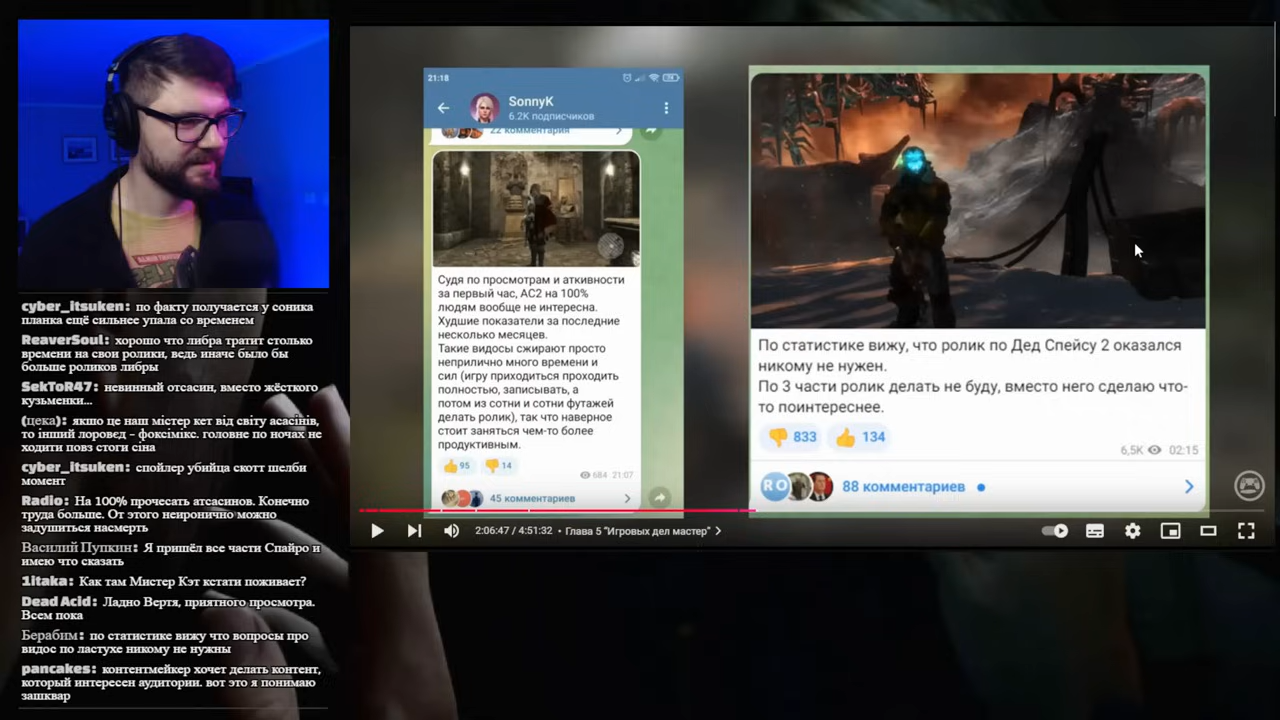 cyber_itsuken: по факту получается у соника
планка ещё сильнее упала со временем
ReaverSoul: хорошо что либра тратит столько
времени на свои ролики, ведь иначе было бы
больше роликов либры
SekToR47: невинный отсасин, вместо жёсткого
кузьменки...
(цека): якшо це наш містер кет від світу асасінів,
то інший лоровед – фоксімікс. головне по ночах не
ходити повз стоги сіна
cyber_itsuken: спойлер убийца скотт шелби
момент
Radio: На 100% прочесать атсасинов. Конечно
труда больше. От этого неиронично можно
задушиться насмерть
Василий Пупкин: Я пришёл все части Спайро и
имею что сказать
1itaka: Как там Мистер Кэт кстати поживает?
Dead Acid: Ладно Вертя, приятного просмотра.
Всем пока
Берабим: по статистике вижу что вопросы про
видос по ластухе никому не нужны
pancakes: контентмейкер хочет делать контент,
который интересен аудитории. вот это я понимаю
зашквар
21:18
SonnyK
6.2K подписчиков
22 комментария
Судя по просмотрам и аткивности
за первый час, АС2 на 100%
людям вообще не интересна.
Худшие показатели за последние
несколько месяцев.
Такие видосы сжирают просто
неприлично много времени и
сил (игру приходиться проходить
полностью, записывать, а
потом из сотни и сотни футажей
делать ролик), так что наверное
стоит заняться чем-то более
продуктивным.
95 14
684 21:07
45 комментариев
По статистике вижу, что ролик по Дед Спейсу 2 оказался
никому не нужен.
По 3 части ролик делать не буду, вместо него сделаю что-
то поинтереснее.
833 134
6,5K 02:15
RO 88 комментариев
2:06:47 / 4:51:32 • Глава 5 "Игровых дел мастер"